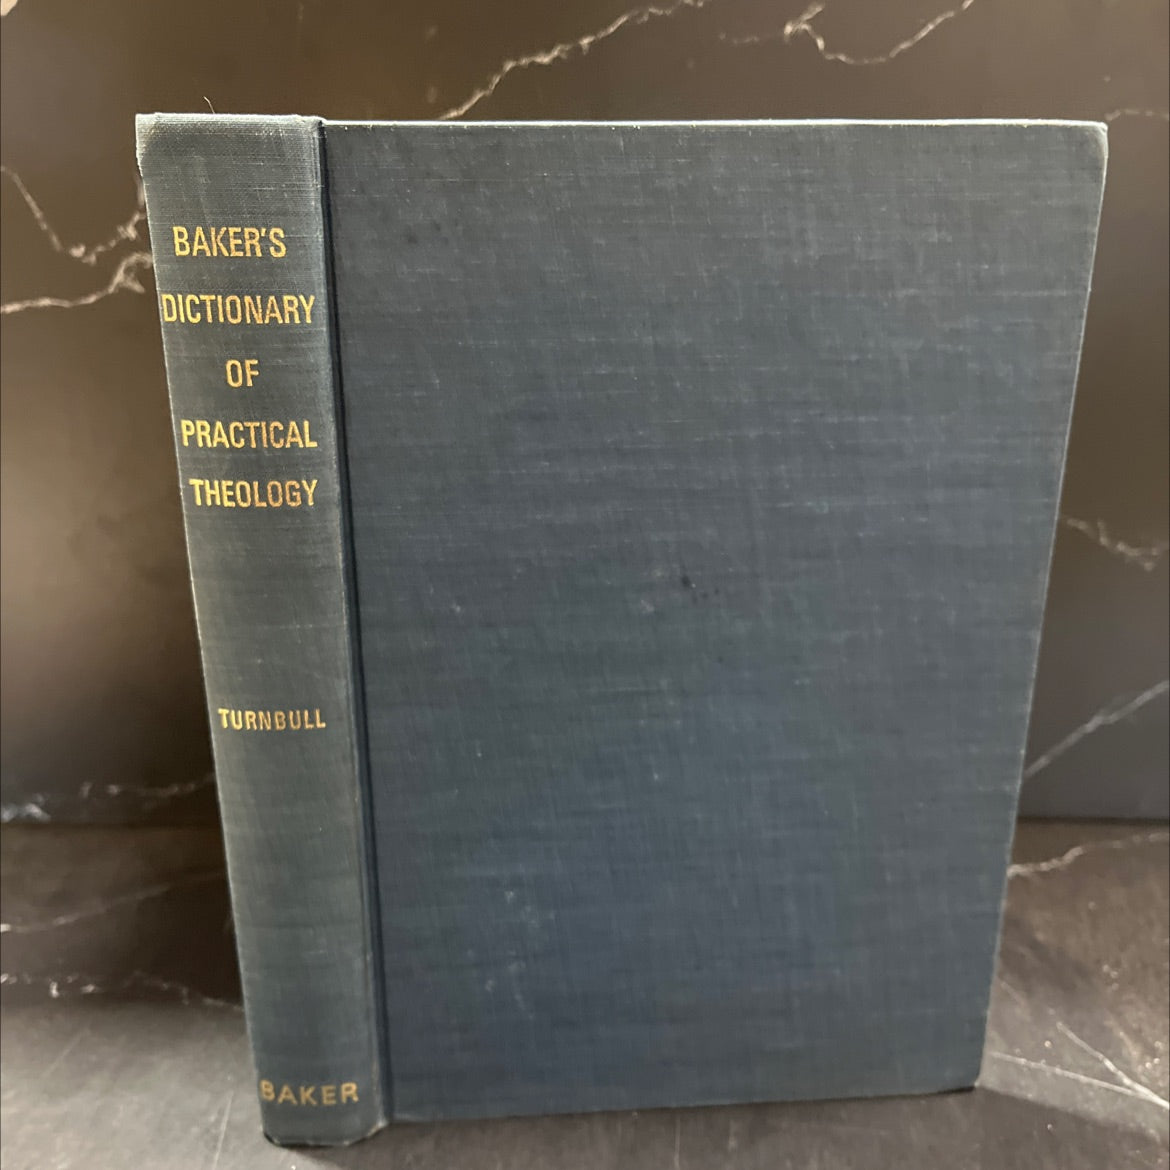 BAKER'S
DICTIONARY
OF
PRACTICAL
THEOLOGY
TURNBULL
BAKER